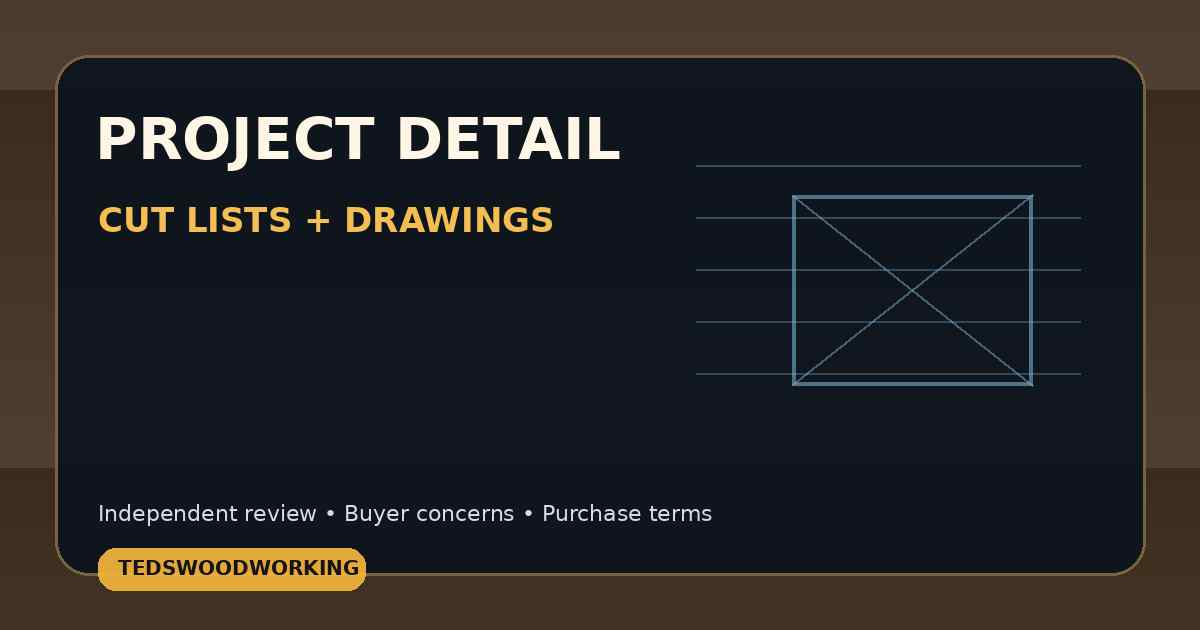 PROJECT DETAIL
CUT LISTS + DRAWINGS
Independent review • Buyer concerns • Purchase terms
TEDSWOODWORKING